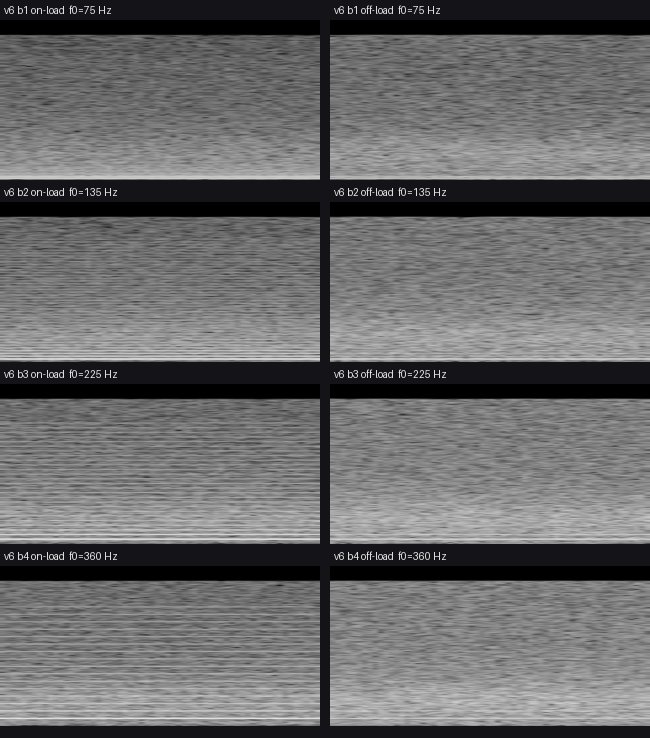 v6 b1 on-load f0=75 Hz
v6 b1 off-load f0=75 Hz
v6 b2 on-load f0=135 Hz
v6 b2 off-load f0=135 Hz
v6 b3 on-load f0=225 Hz
v6 b3 off-load f0=225 Hz
v6 b4 on-load f0=360 Hz
v6 b4 off-load f0=360 Hz